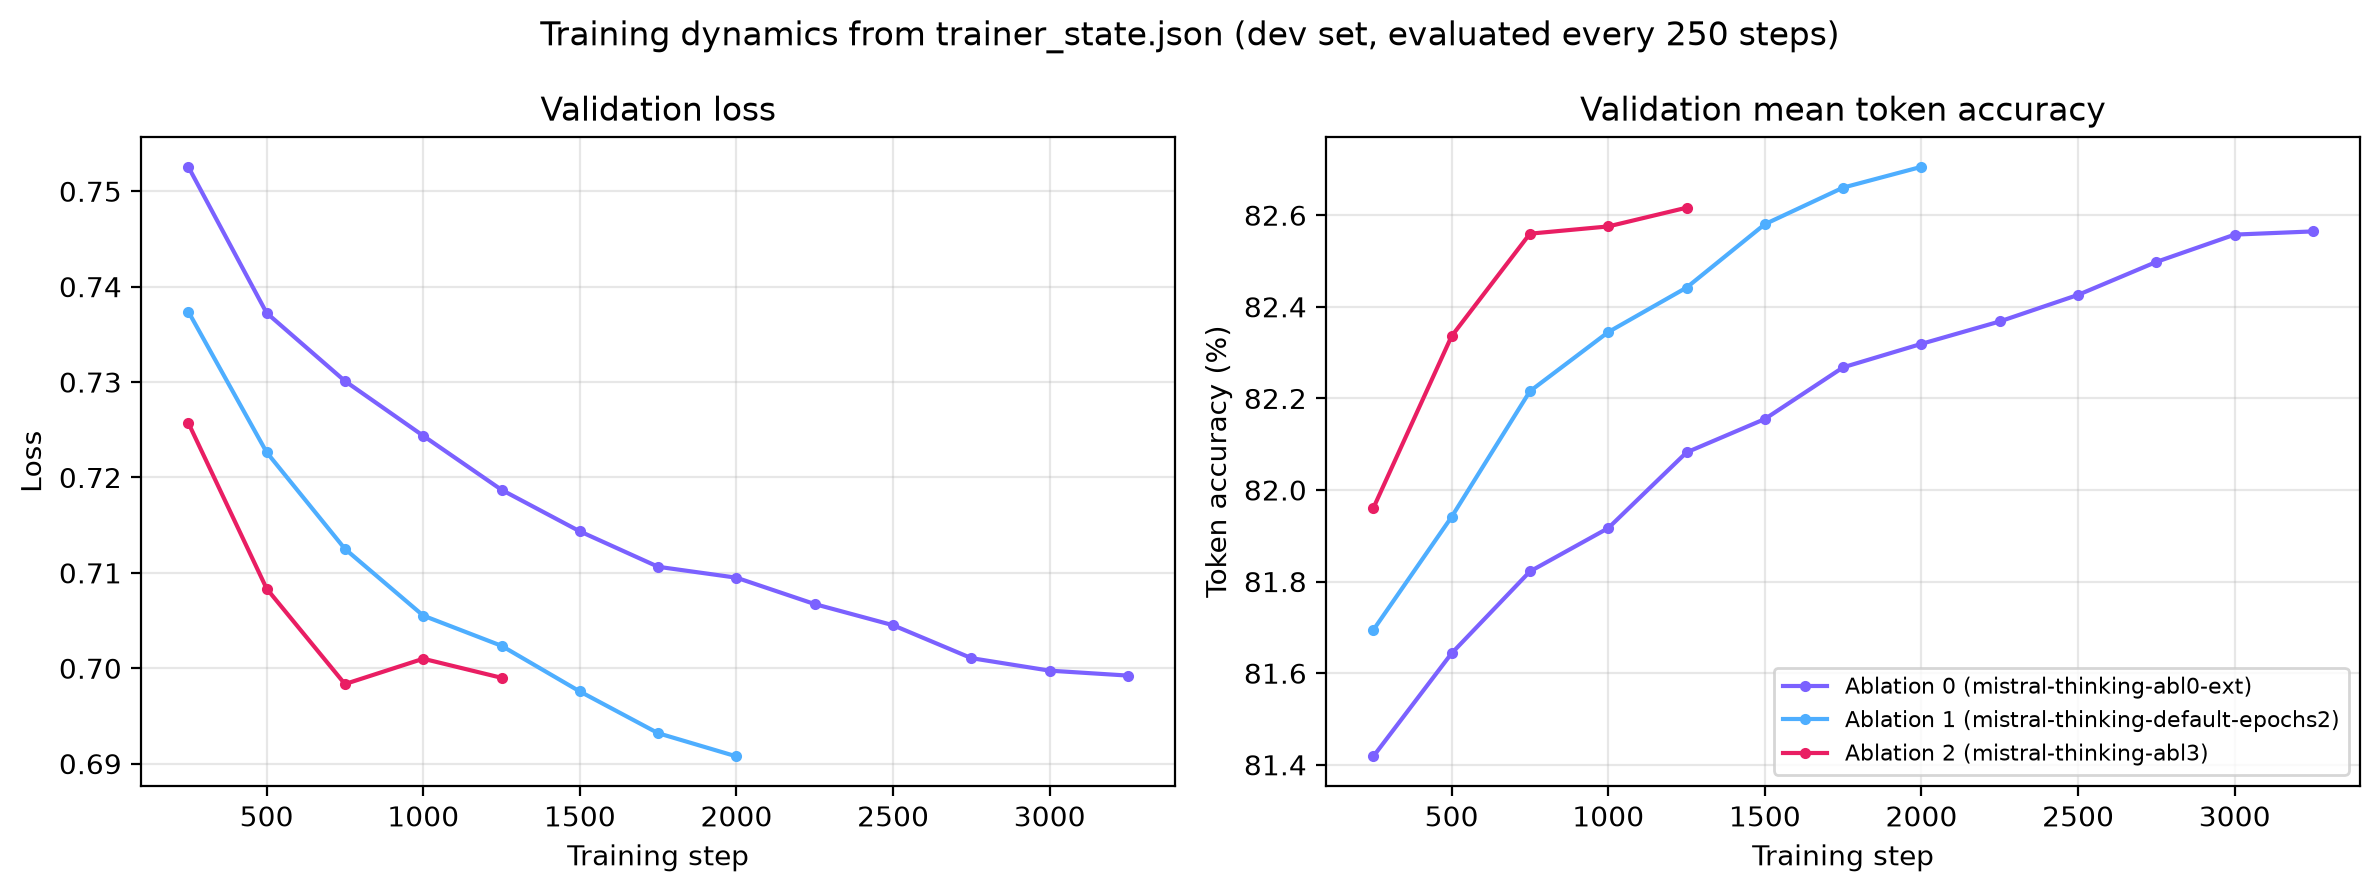 Training dynamics from trainer_state.json (dev set, evaluated every 250 steps)
Validation loss
0.75
0.74
0.73
0.72
0.71
0.70
0.69
Loss
500 1000 1500 2000 2500 3000
Training step
Validation mean token accuracy
82.6
82.4
82.2
82.0
81.8
81.6
81.4
Token accuracy (%)
Ablation 0 (mistral-thinking-abl0-ext)
Ablation 1 (mistral-thinking-default-epochs2)
Ablation 2 (mistral-thinking-abl3)
500 1000 1500 2000 2500 3000
Training step